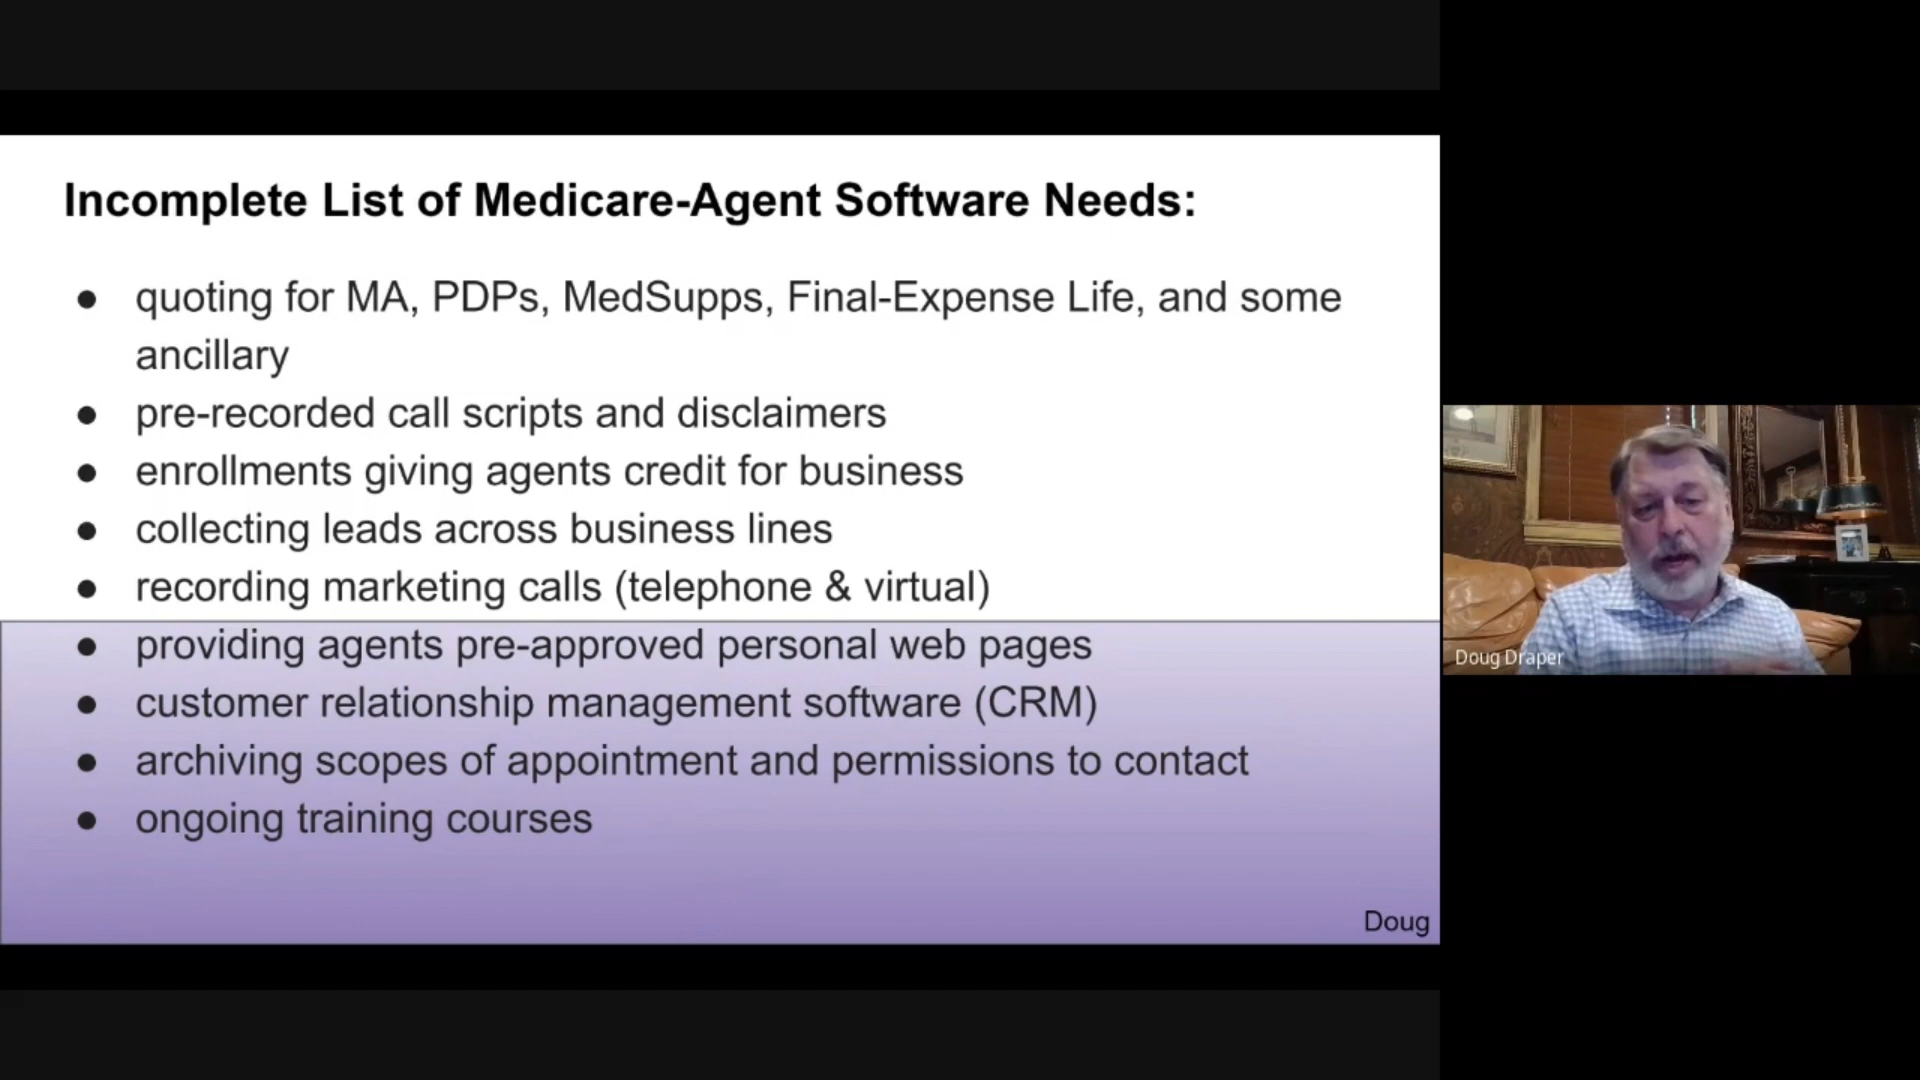 Incomplete List of Medicare-Agent Software Needs:
● quoting for MA, PDPs, MedSupps, Final-Expense Life, and some
ancillary
● pre-recorded call scripts and disclaimers
● enrollments giving agents credit for business
● collecting leads across business lines
● recording marketing calls (telephone & virtual)
● providing agents pre-approved personal web pages
● customer relationship management software (CRM)
● archiving scopes of appointment and permissions to contact
● ongoing training courses
Doug
Doug Draper